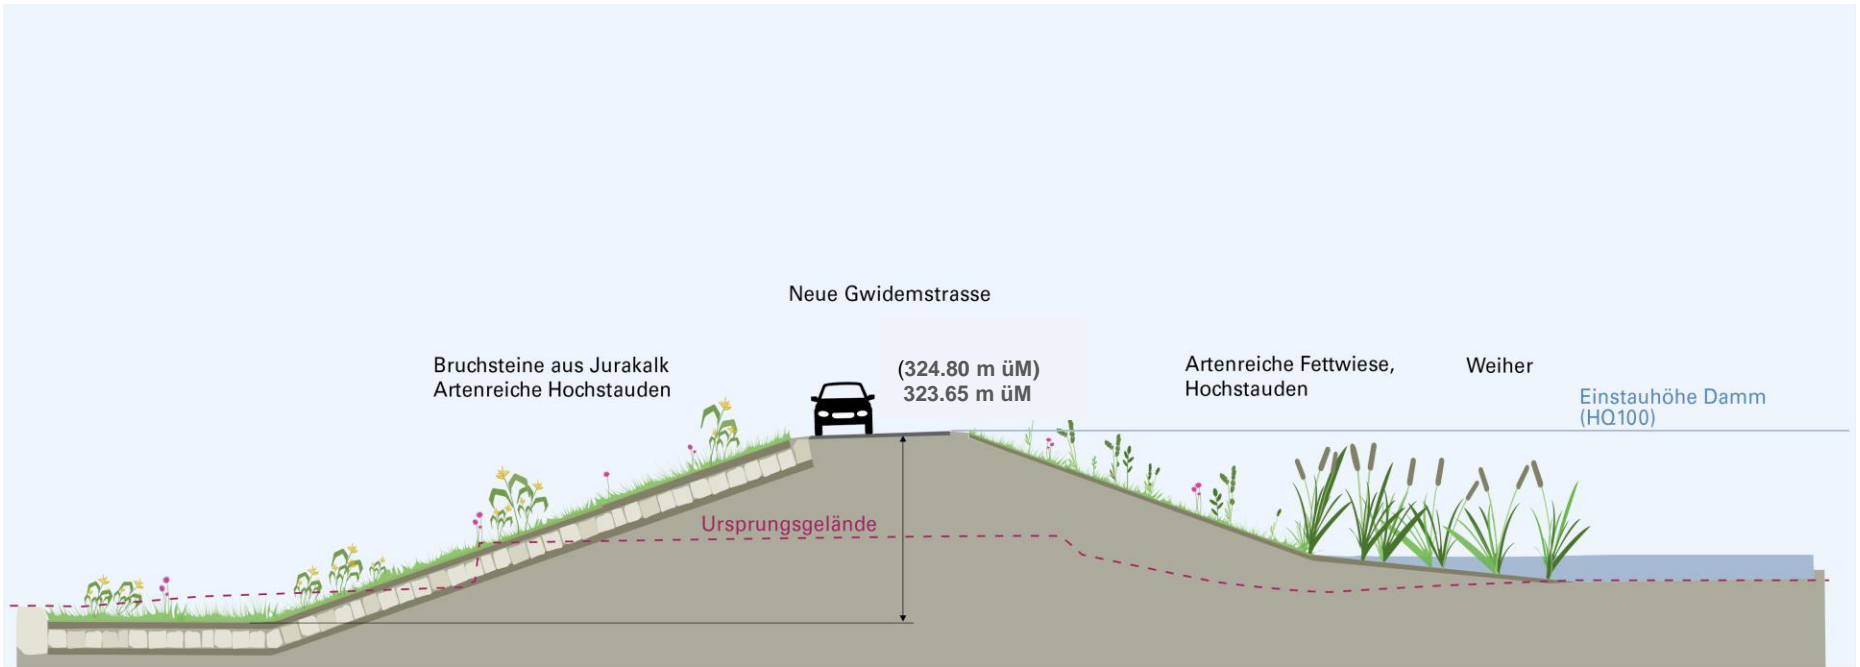 Neue Gwidemstrasse
Bruchsteine aus Jurakalk
Artenreiche Hochstauden
(324.80 m üM)
323.65 m üM
Artenreiche Fettwiese,
Hochstauden
Weiher
Einstauhöhe Damm
(HQ100)
Ursprungsgelände